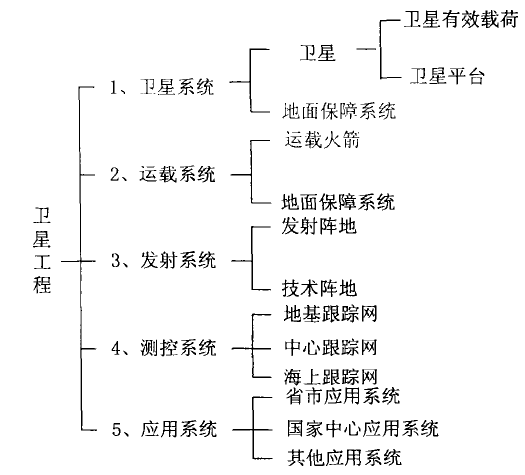 卫星工程
1、卫星系统
卫星
卫星有效载荷
卫星平台
地面保障系统
2、运载系统
运载火箭
地面保障系统
3、发射系统
发射阵地
技术阵地
4、测控系统
地基跟踪网
中心跟踪网
海上跟踪网
5、应用系统
省市应用系统
国家中心应用系统
其他应用系统